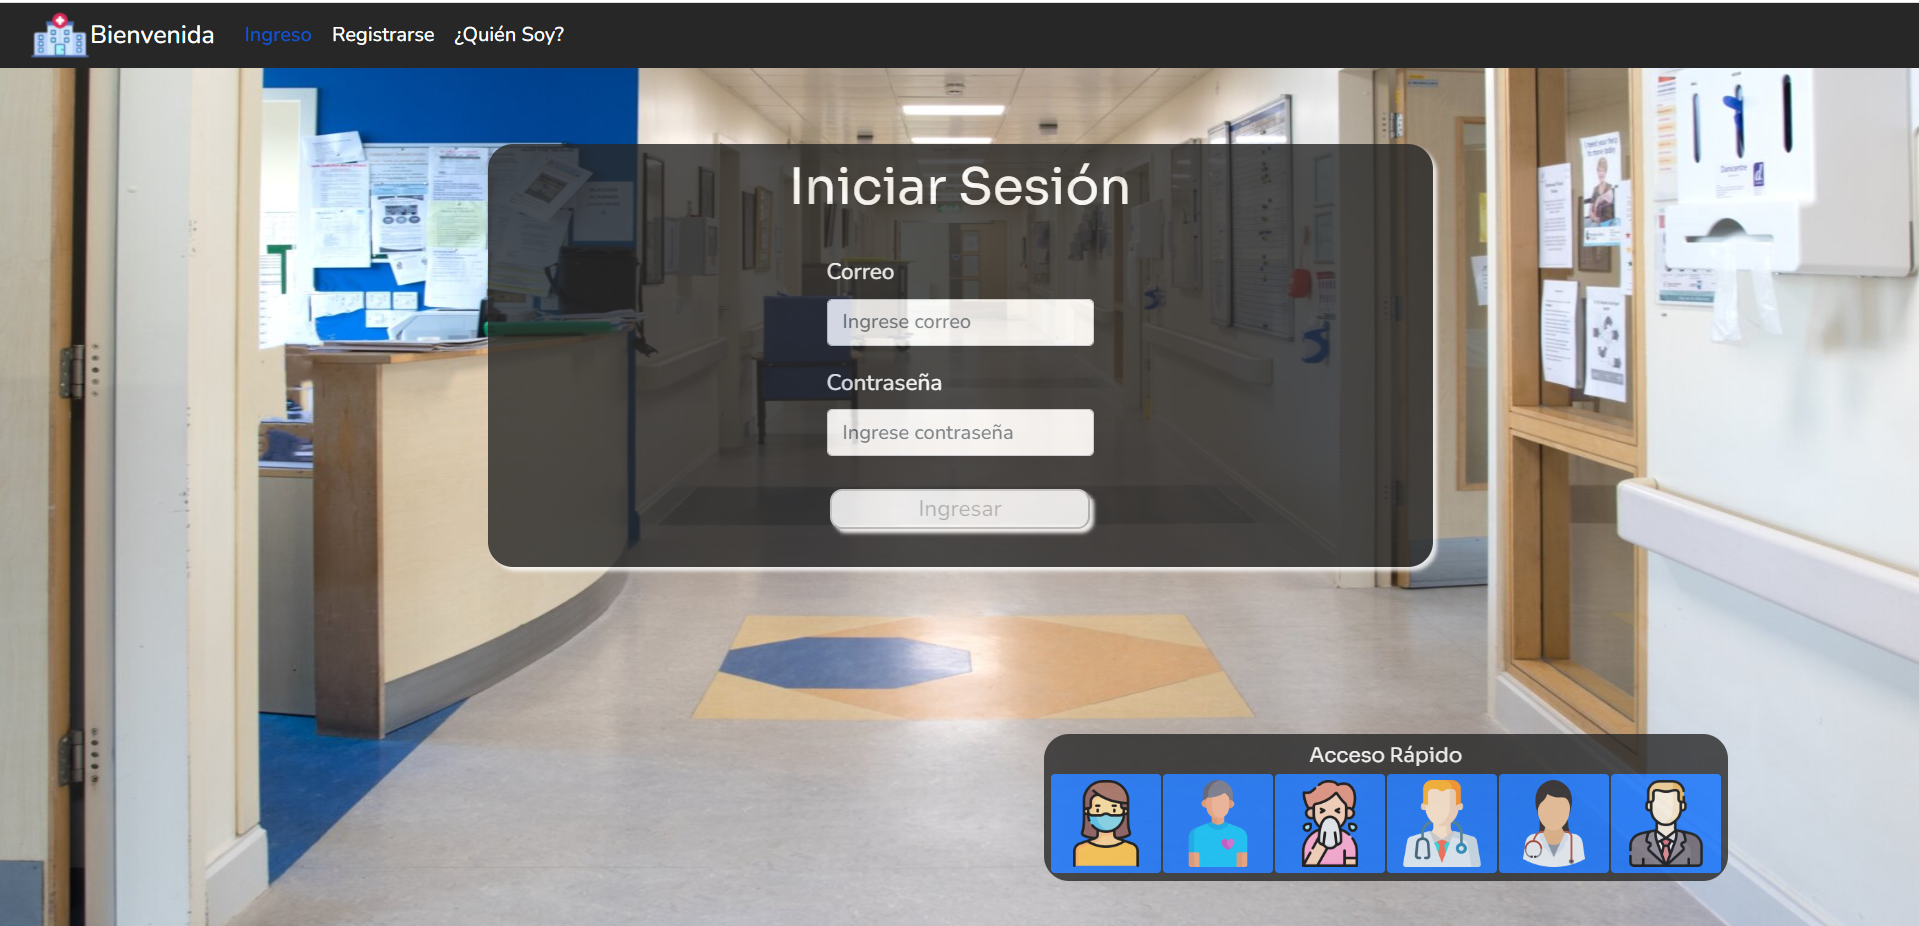 Bienvenida Ingreso Registrarse ¿Quién Soy?
Iniciar Sesión
Correo
Ingrese correo
Contraseña
Ingrese contraseña
Ingresar
Acceso Rápido